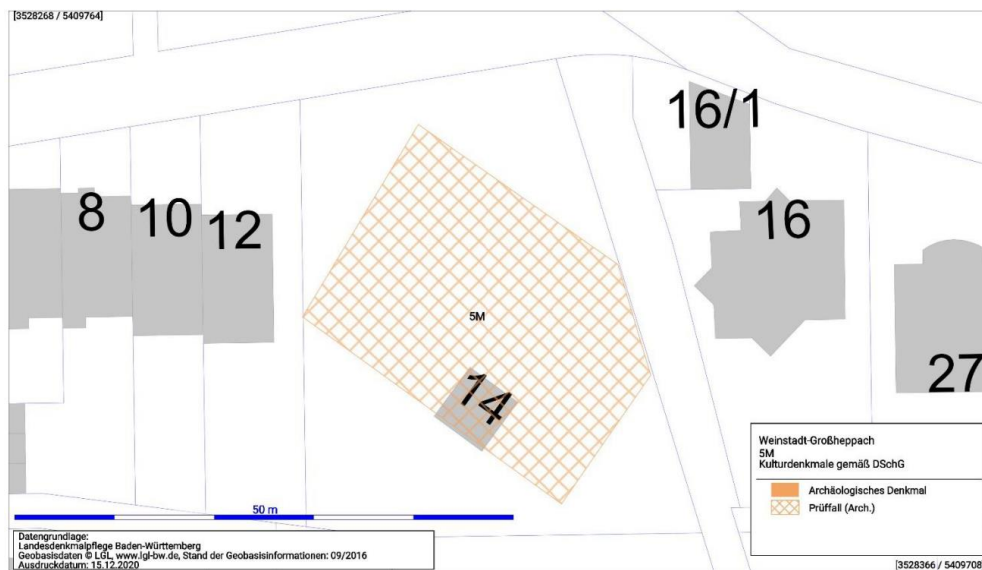 [3528268 / 5409764]
16/1
8
10
12
16
5M
14
27
Weinstadt-Großheppach
5M
Kulturdenkmale gemäß DSchG
Archäologisches Denkmal
Prüffall (Arch.)
50 m
Datengrundlage:
Landesdenkmalpflege Baden-Württemberg
Geobasisdaten © LGL, www.lgl-bw.de, Stand der Geobasisinformationen: 09/2016
Ausdruckdatum: 15.12.2020
[3528366 / 5409708]